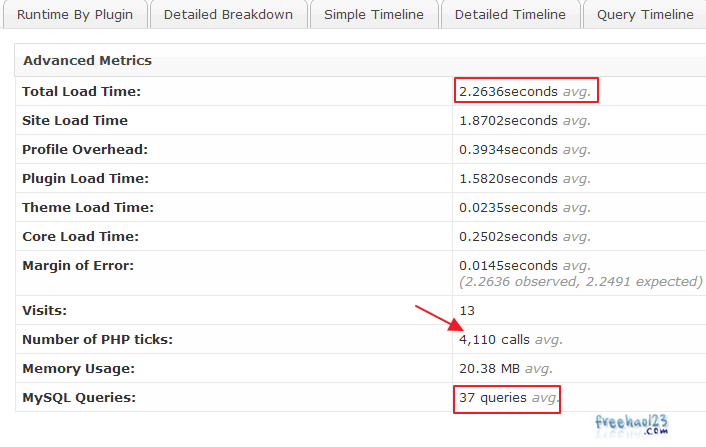 Runtime By Plugin Detailed Breakdown Simple Timeline Detailed Timeline Query Timeline
Advanced Metrics
Total Load Time: 2.2636seconds avg.
Site Load Time 1.8702seconds avg.
Profile Overhead: 0.3934seconds avg.
Plugin Load Time: 1.5820seconds avg.
Theme Load Time: 0.0235seconds avg.
Core Load Time: 0.2502seconds avg.
Margin of Error: 0.0145seconds avg.
(2.2636 observed, 2.2491 expected)
Visits: 13
Number of PHP ticks: 4,110 calls avg.
Memory Usage: 20.38 MB avg.
MySQL Queries: 37 queries avg.
freehao123
.com